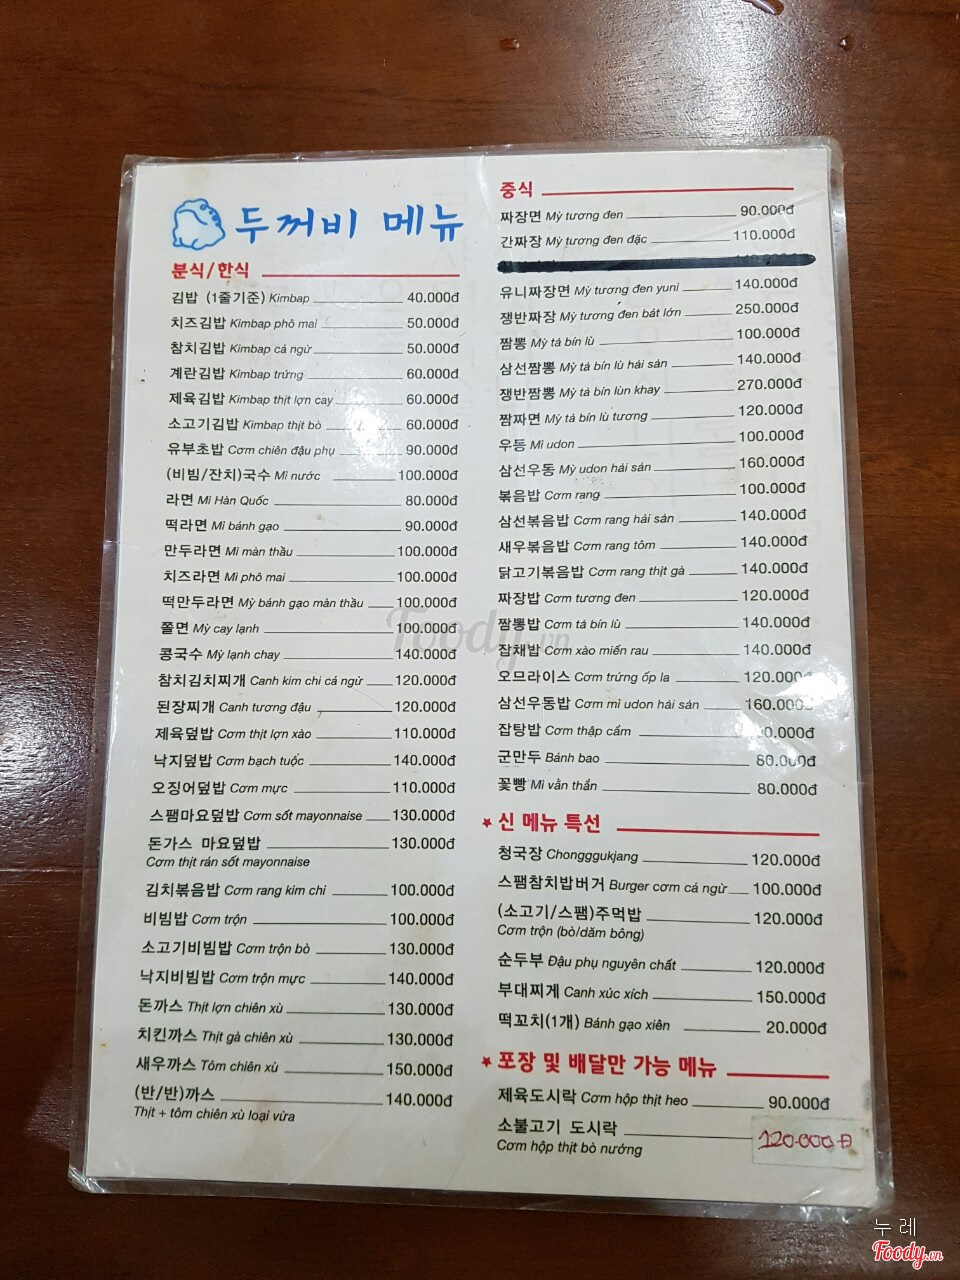 두꺼비 메뉴
분식/한식
김밥 (1줄기준) Kimbap 40.000đ
치즈김밥 Kimbap phô mai 50.000đ
참치김밥 Kimbap cá ngừ 50.000đ
계란김밥 Kimbap trứng 60.000đ
제육김밥 Kimbap thịt lợn cay 60.000đ
소고기김밥 Kimbap thịt bò 60.000đ
유부초밥 Cơm chiên đậu phụ 90.000đ
(비빔/잔치)국수 Mì nước 100.000đ
라면 Mì Hàn Quốc 80.000đ
떡라면 Mì bánh gạo 90.000đ
만두라면 Mì màn thầu 100.000đ
치즈라면 Mì phô mai 100.000đ
떡만두라면 Mỳ bánh gạo màn thầu 100.000đ
쫄면 Mỳ cay lạnh 100.000đ
콩국수 Mỳ lạnh chay 140.000đ
참치김치찌개 Canh kim chi cá ngừ 120.000đ
된장찌개 Canh tương đậu 120.000đ
제육덮밥 Cơm thịt lợn xào 110.000đ
낙지덮밥 Cơm bạch tuộc 140.000đ
오징어덮밥 Cơm mực 110.000đ
스팸마요덮밥 Cơm sốt mayonnaise 130.000đ
돈가스 마요덮밥 130.000đ
Cơm thịt rán sốt mayonnaise
김치볶음밥 Cơm rang kim chi 100.000đ
비빔밥 Cơm trộn 100.000đ
소고기비빔밥 Cơm trộn bò 130.000đ
낙지비빔밥 Cơm trộn mực 140.000đ
돈까스 Thịt lợn chiên xù 130.000đ
치킨까스 Thịt gà chiên xù 130.000đ
새우까스 Tôm chiên xù 150.000đ
(반/반)까스 140.000đ
Thịt + tôm chiên xù loại vừa
중식
짜장면 Mỳ tương đen 90.000đ
간짜장 Mỳ tương đen đặc 110.000đ
유니짜장면 Mỳ tương đen yuni 140.000đ
쟁반짜장 Mỳ tương đen bát lớn 250.000đ
짬뽕 Mỳ tá bín lù 100.000đ
삼선짬뽕 Mỳ tá bín lù hải sản 140.000đ
쟁반짬뽕 Mỳ tá bín lùn khay 270.000đ
짬짜면 Mỳ tá bín lù tương 120.000đ
우동 Mì udon 100.000đ
삼선우동 Mỳ udon hải sản 160.000đ
볶음밥 Cơm rang 100.000đ
삼선볶음밥 Cơm rang hải sản 140.000đ
새우볶음밥 Cơm rang tôm 140.000đ
닭고기볶음밥 Cơm rang thịt gà 140.000đ
짜장밥 Cơm tương đen 120.000đ
짬뽕밥 Cơm tá bín lù 140.000đ
잡채밥 Cơm xào miến rau 140.000đ
오므라이스 Cơm trứng ốp la 120.000đ
삼선우동밥 Cơm mì udon hải sản 160.000đ
잡탕밥 Cơm thập cẩm
군만두 Bánh bao 80.000đ
꽃빵 Mì vằn thắn 80.000đ
★ 신 메뉴 특선
청국장 Chongggukjang 120.000đ
스팸참치밥버거 Burger cơm cá ngừ 100.000đ
(소고기/스팸)주먹밥 120.000đ
Cơm trộn (bò/dăm bông)
순두부 Đậu phụ nguyên chất 120.000đ
부대찌게 Canh xúc xích 150.000đ
떡꼬치(1개) Bánh gạo xiên 20.000đ
★ 포장 및 배달만 가능 메뉴
제육도시락 Cơm hộp thịt heo 90.000đ
소불고기 도시락 120.000Đ
Cơm hộp thịt bò nướng
Foody.vn
누레
Foody.vn